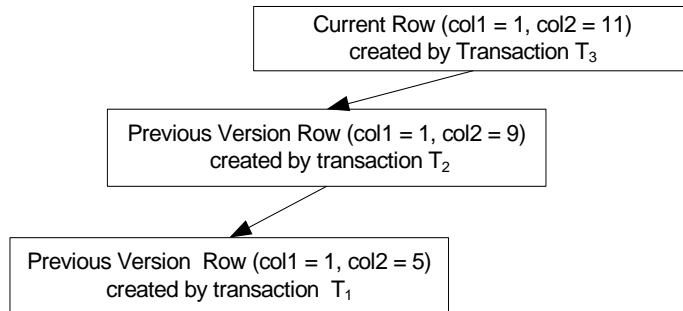 Current Row (col1 = 1, col2 = 11)
created by Transaction T₃
Previous Version Row (col1 = 1, col2 = 9)
created by transaction T₂
Previous Version Row (col1 = 1, col2 = 5)
created by transaction T₁